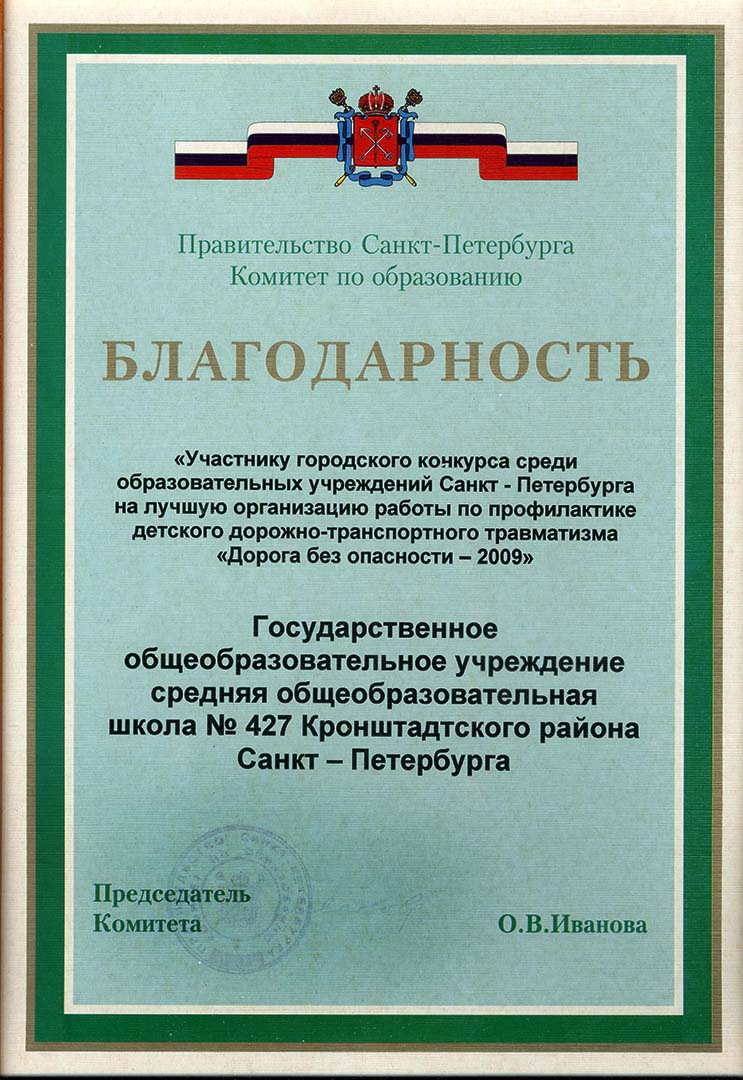 Правительство Санкт-Петербурга
Комитет по образованию
БЛАГОДАРНОСТЬ
«Участнику городского конкурса среди
образовательных учреждений Санкт - Петербурга
на лучшую организацию работы по профилактике
детского дорожно-транспортного травматизма
«Дорога без опасности – 2009»
Государственное
общеобразовательное учреждение
средняя общеобразовательная
школа № 427 Кронштадтского района
Санкт – Петербурга
Председатель
Комитета
О.В.Иванова